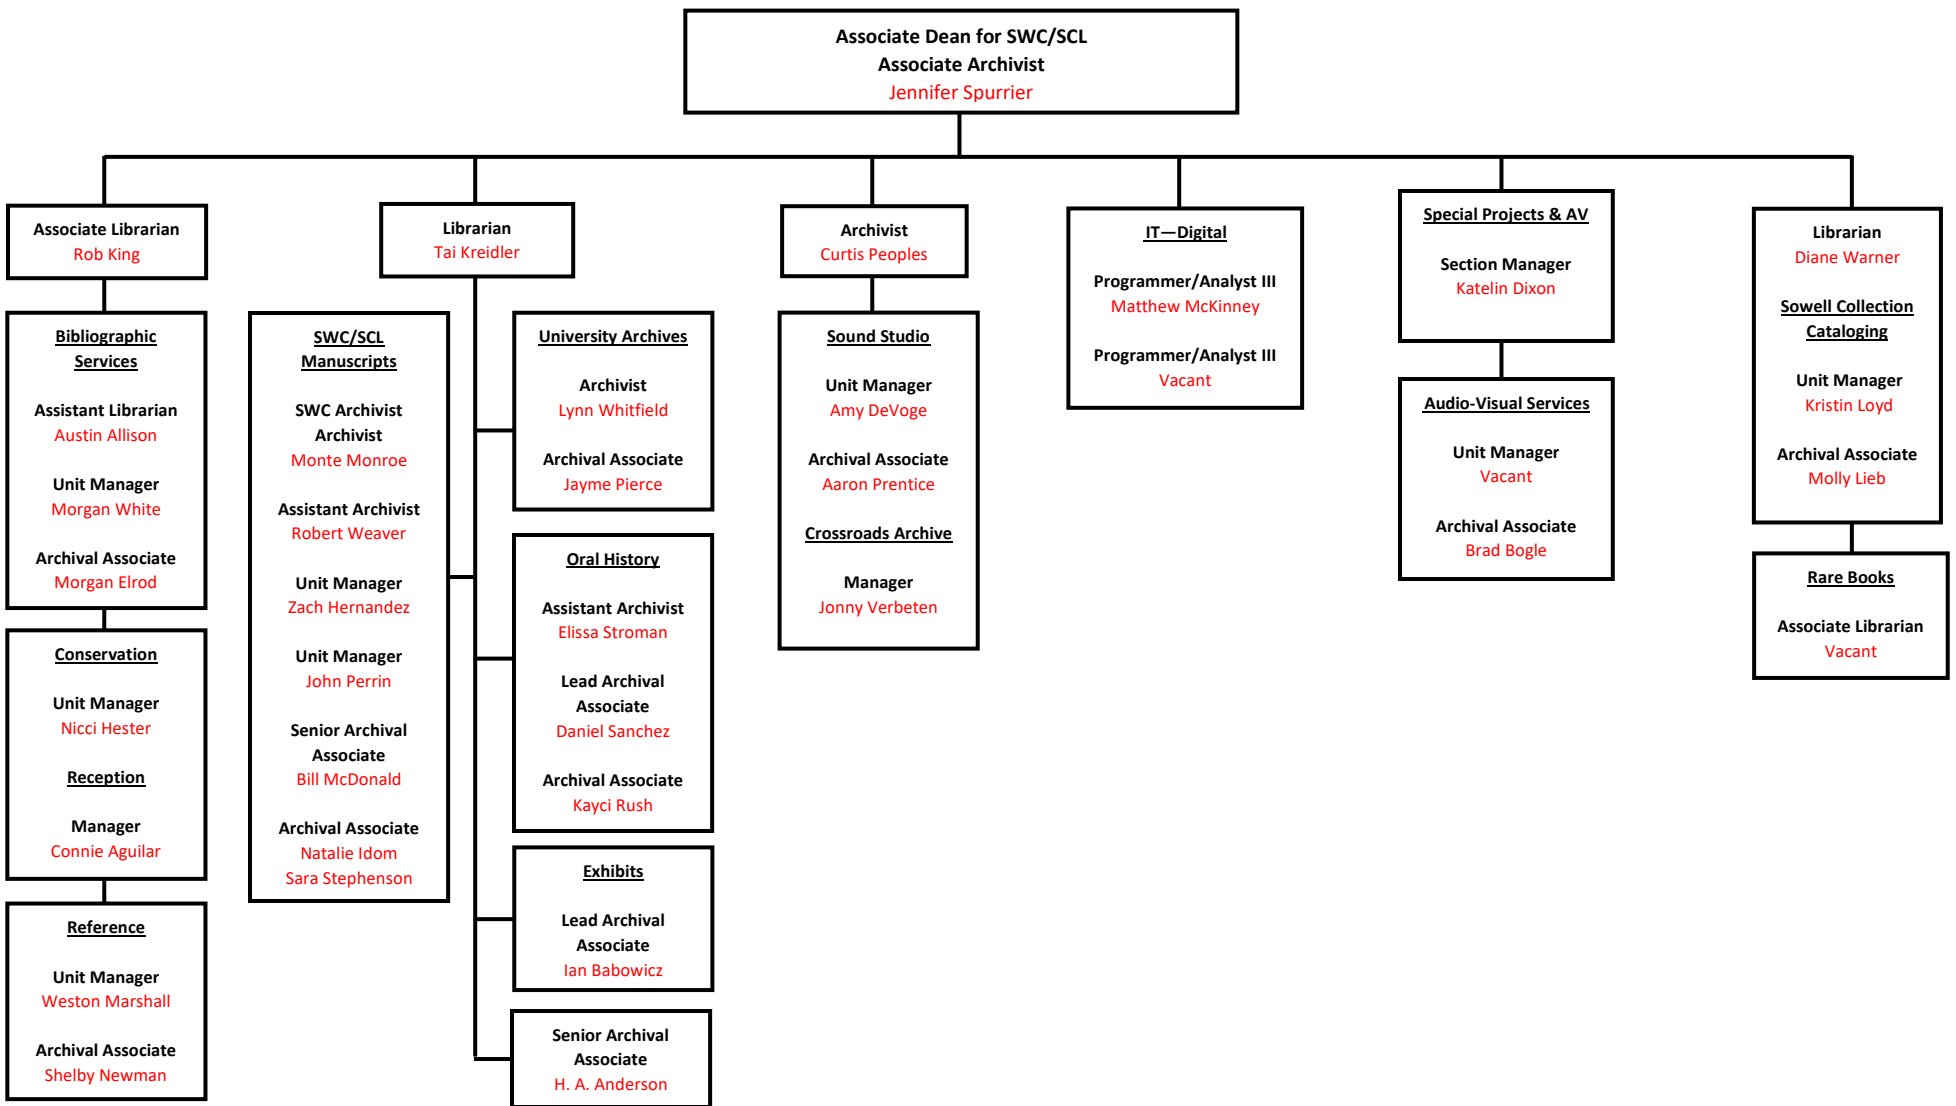 Associate Dean for SWC/SCL
Associate Archivist
Jennifer Spurrier
Associate Librarian
Rob King
Bibliographic
Services
Assistant Librarian
Austin Allison
Unit Manager
Morgan White
Archival Associate
Morgan Elrod
Conservation
Unit Manager
Nicci Hester
Reception
Manager
Connie Aguilar
Reference
Unit Manager
Weston Marshall
Archival Associate
Shelby Newman
Librarian
Tai Kreidler
SWC/SCL
Manuscripts
SWC Archivist
Archivist
Monte Monroe
Assistant Archivist
Robert Weaver
Unit Manager
Zach Hernandez
Unit Manager
John Perrin
Senior Archival
Associate
Bill McDonald
Archival Associate
Natalie Idom
Sara Stephenson
University Archives
Archivist
Lynn Whitfield
Archival Associate
Jayme Pierce
Oral History
Assistant Archivist
Elissa Stroman
Lead Archival
Associate
Daniel Sanchez
Archival Associate
Kayci Rush
Exhibits
Lead Archival
Associate
Ian Babowicz
Senior Archival
Associate
H. A. Anderson
Archivist
Curtis Peoples
Sound Studio
Unit Manager
Amy DeVoge
Archival Associate
Aaron Prentice
Crossroads Archive
Manager
Jonny Verbeten
IT—Digital
Programmer/Analyst III
Matthew McKinney
Programmer/Analyst III
Vacant
Special Projects & AV
Section Manager
Katelin Dixon
Audio-Visual Services
Unit Manager
Vacant
Archival Associate
Brad Bogle
Librarian
Diane Warner
Sowell Collection
Cataloging
Unit Manager
Kristin Loyd
Archival Associate
Molly Lieb
Rare Books
Associate Librarian
Vacant